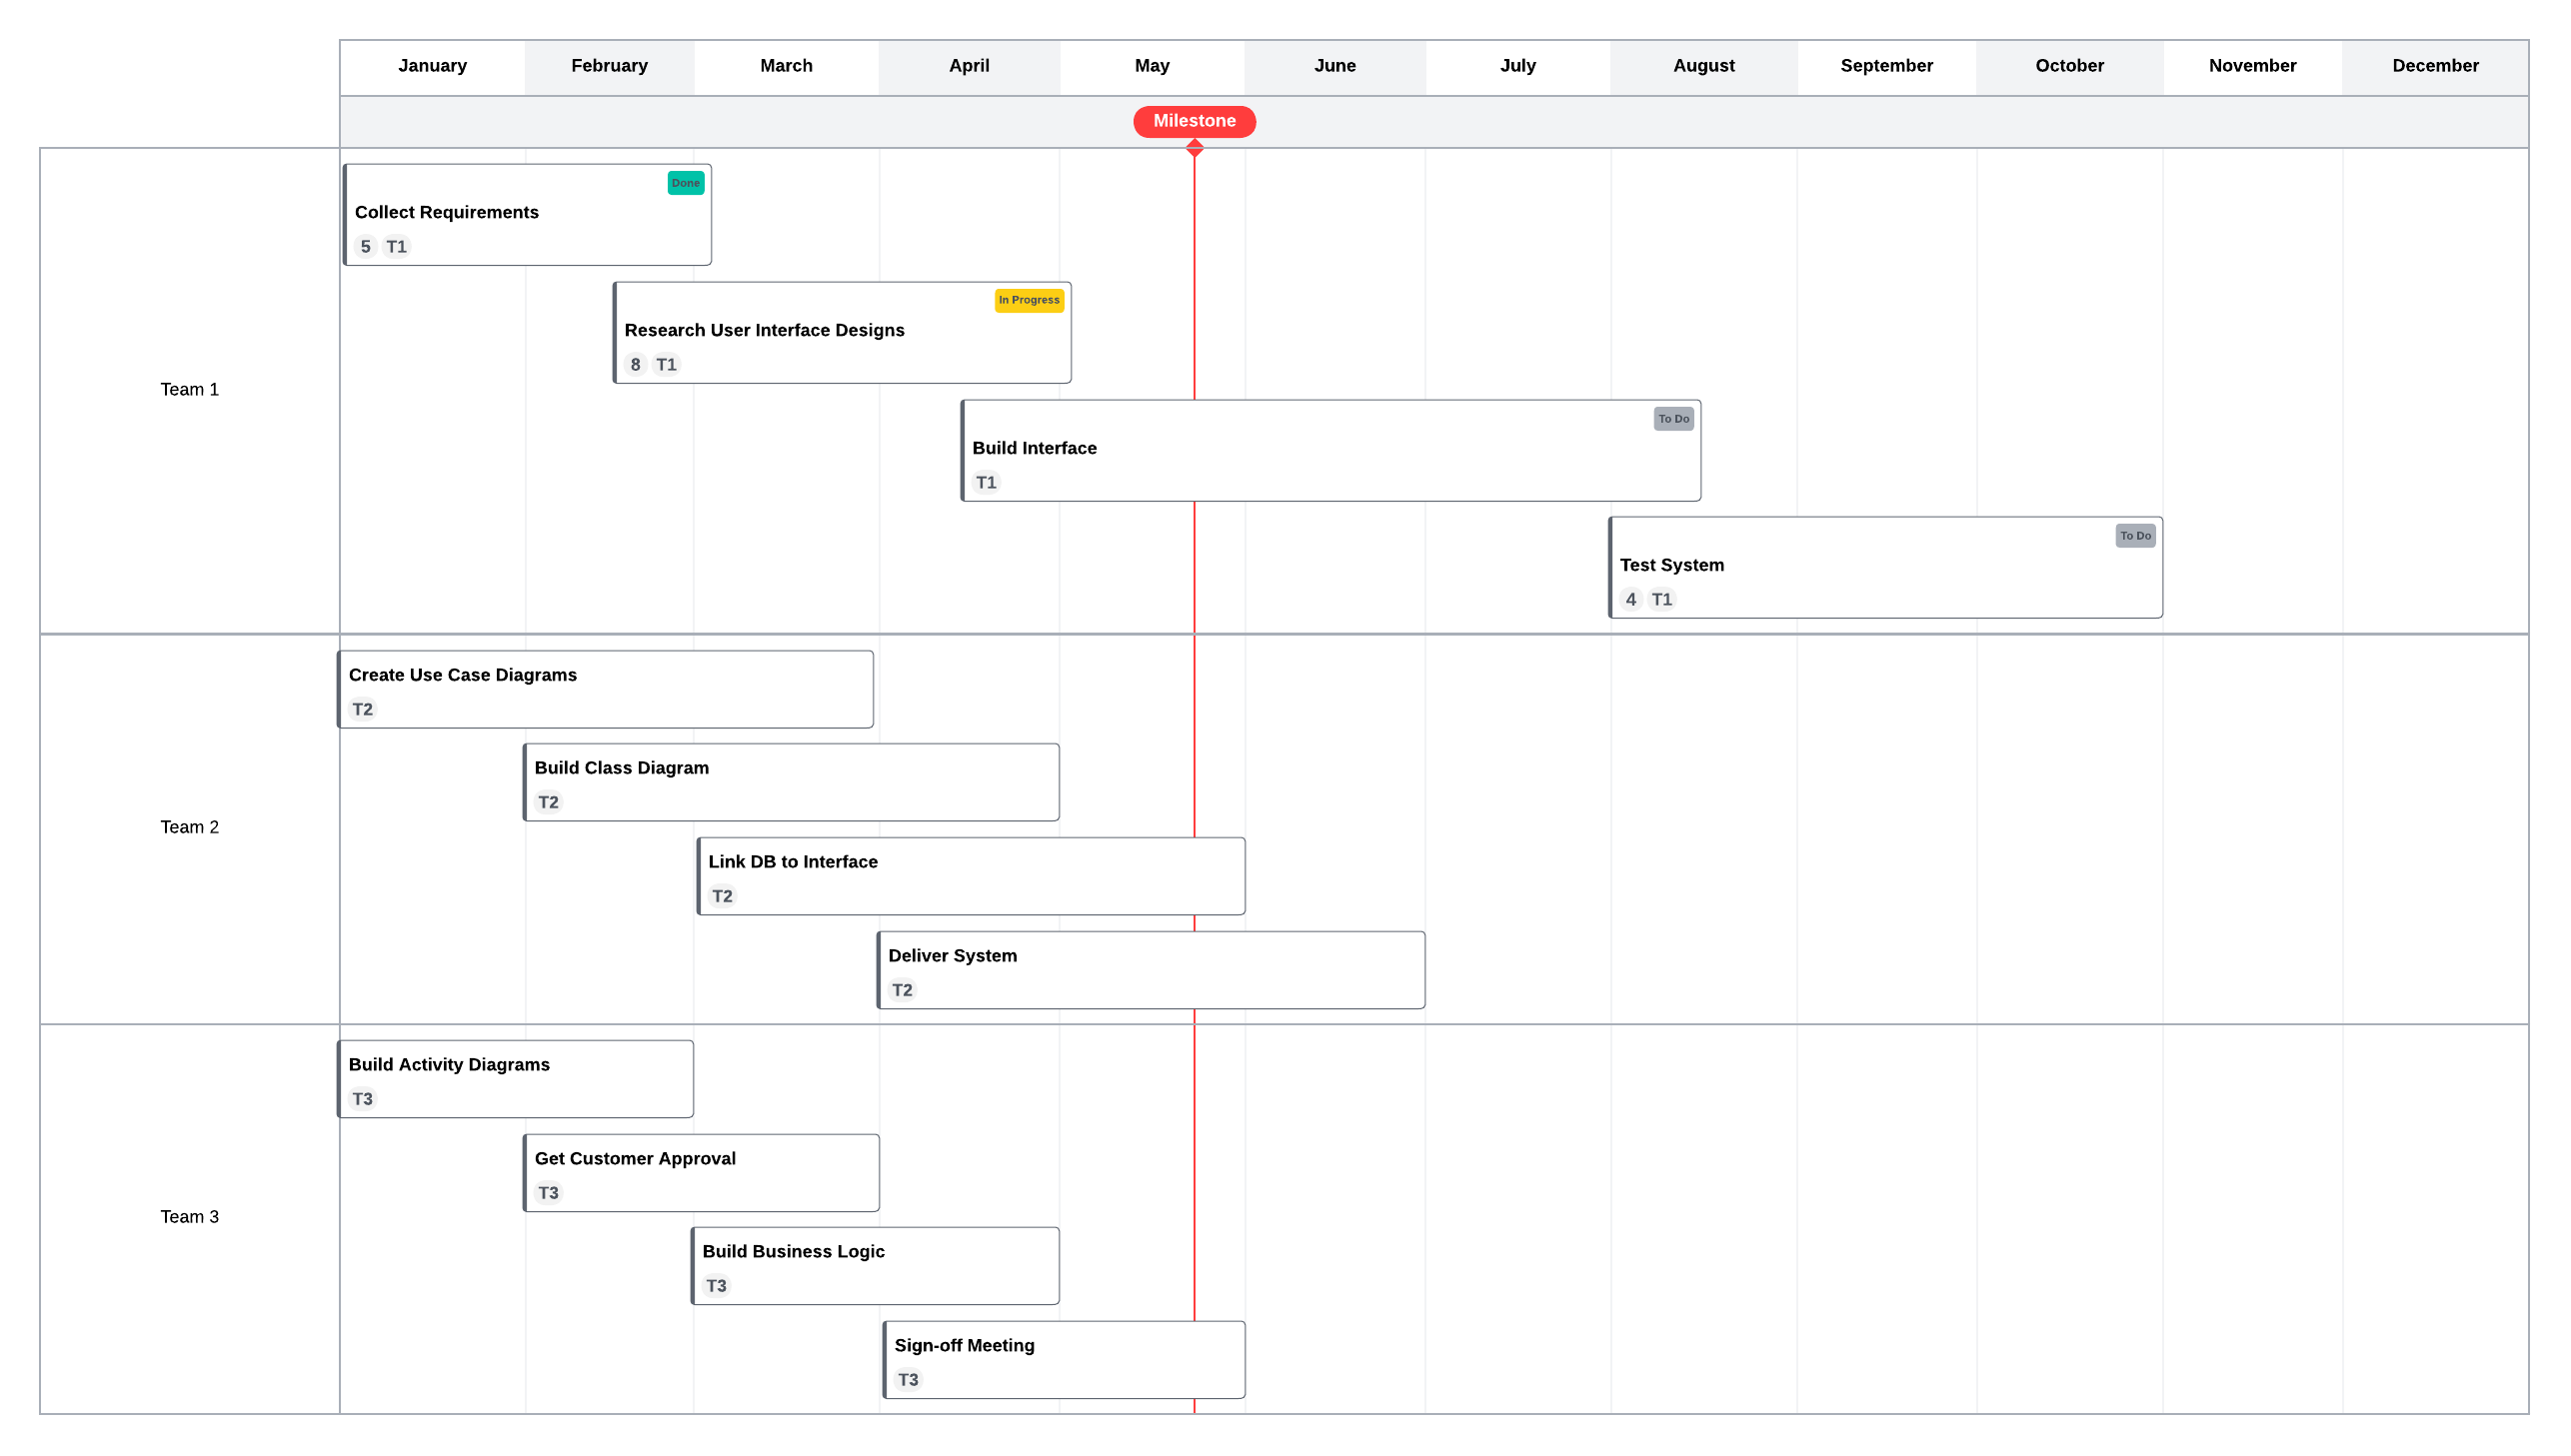 January February March April May June July August September October November December
Milestone
Team 1
Done
Collect Requirements
5 T1
In Progress
Research User Interface Designs
8 T1
To Do
Build Interface
T1
To Do
Test System
4 T1
Team 2
Create Use Case Diagrams
T2
Build Class Diagram
T2
Link DB to Interface
T2
Deliver System
T2
Team 3
Build Activity Diagrams
T3
Get Customer Approval
T3
Build Business Logic
T3
Sign-off Meeting
T3